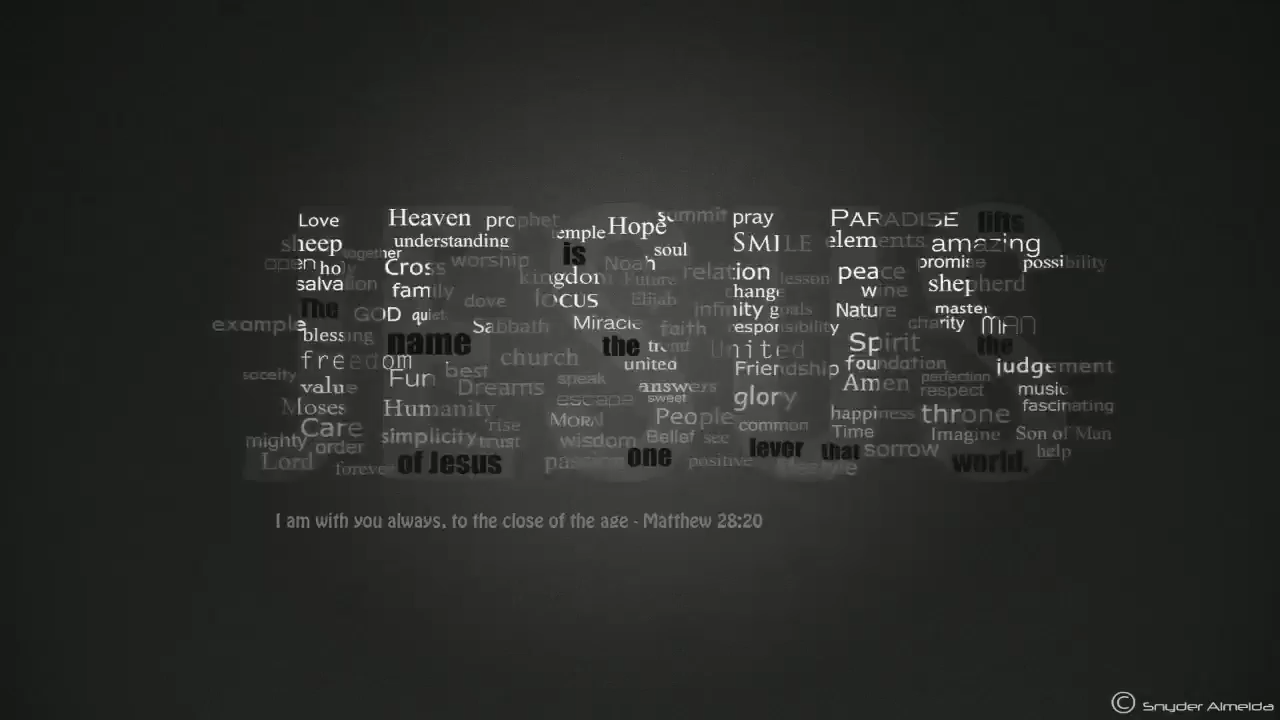 Love Heaven prophet emple Hope summit pray PARADISE lifts
sheep together understanding is soul SMILE elements amazing
open holy Cross worship kingdom Noah relation lesson peace promise possibility
salvation family dove focus Future Elijah change wine shepherd
The GOD quiet Sabbath Miracle infinity goals Nature master
example blessing name the trend faith responsibility charity MAN
freedom church united United Spirit the
soceity Fun best speak Friendship foundation judgement
value Dreams answers Amen perfection respect music
Moses Humanity escape sweet glory happiness throne fascinating
Care rise MORAL People common Time Imagine Son of Man
mighty order simplicity trust wisdom Belief see lever that sorrow help
Lord forever of Jesus passion one positive lifestyle world.
I am with you always, to the close of the age - Matthew 28:20
© Snyder Almeida